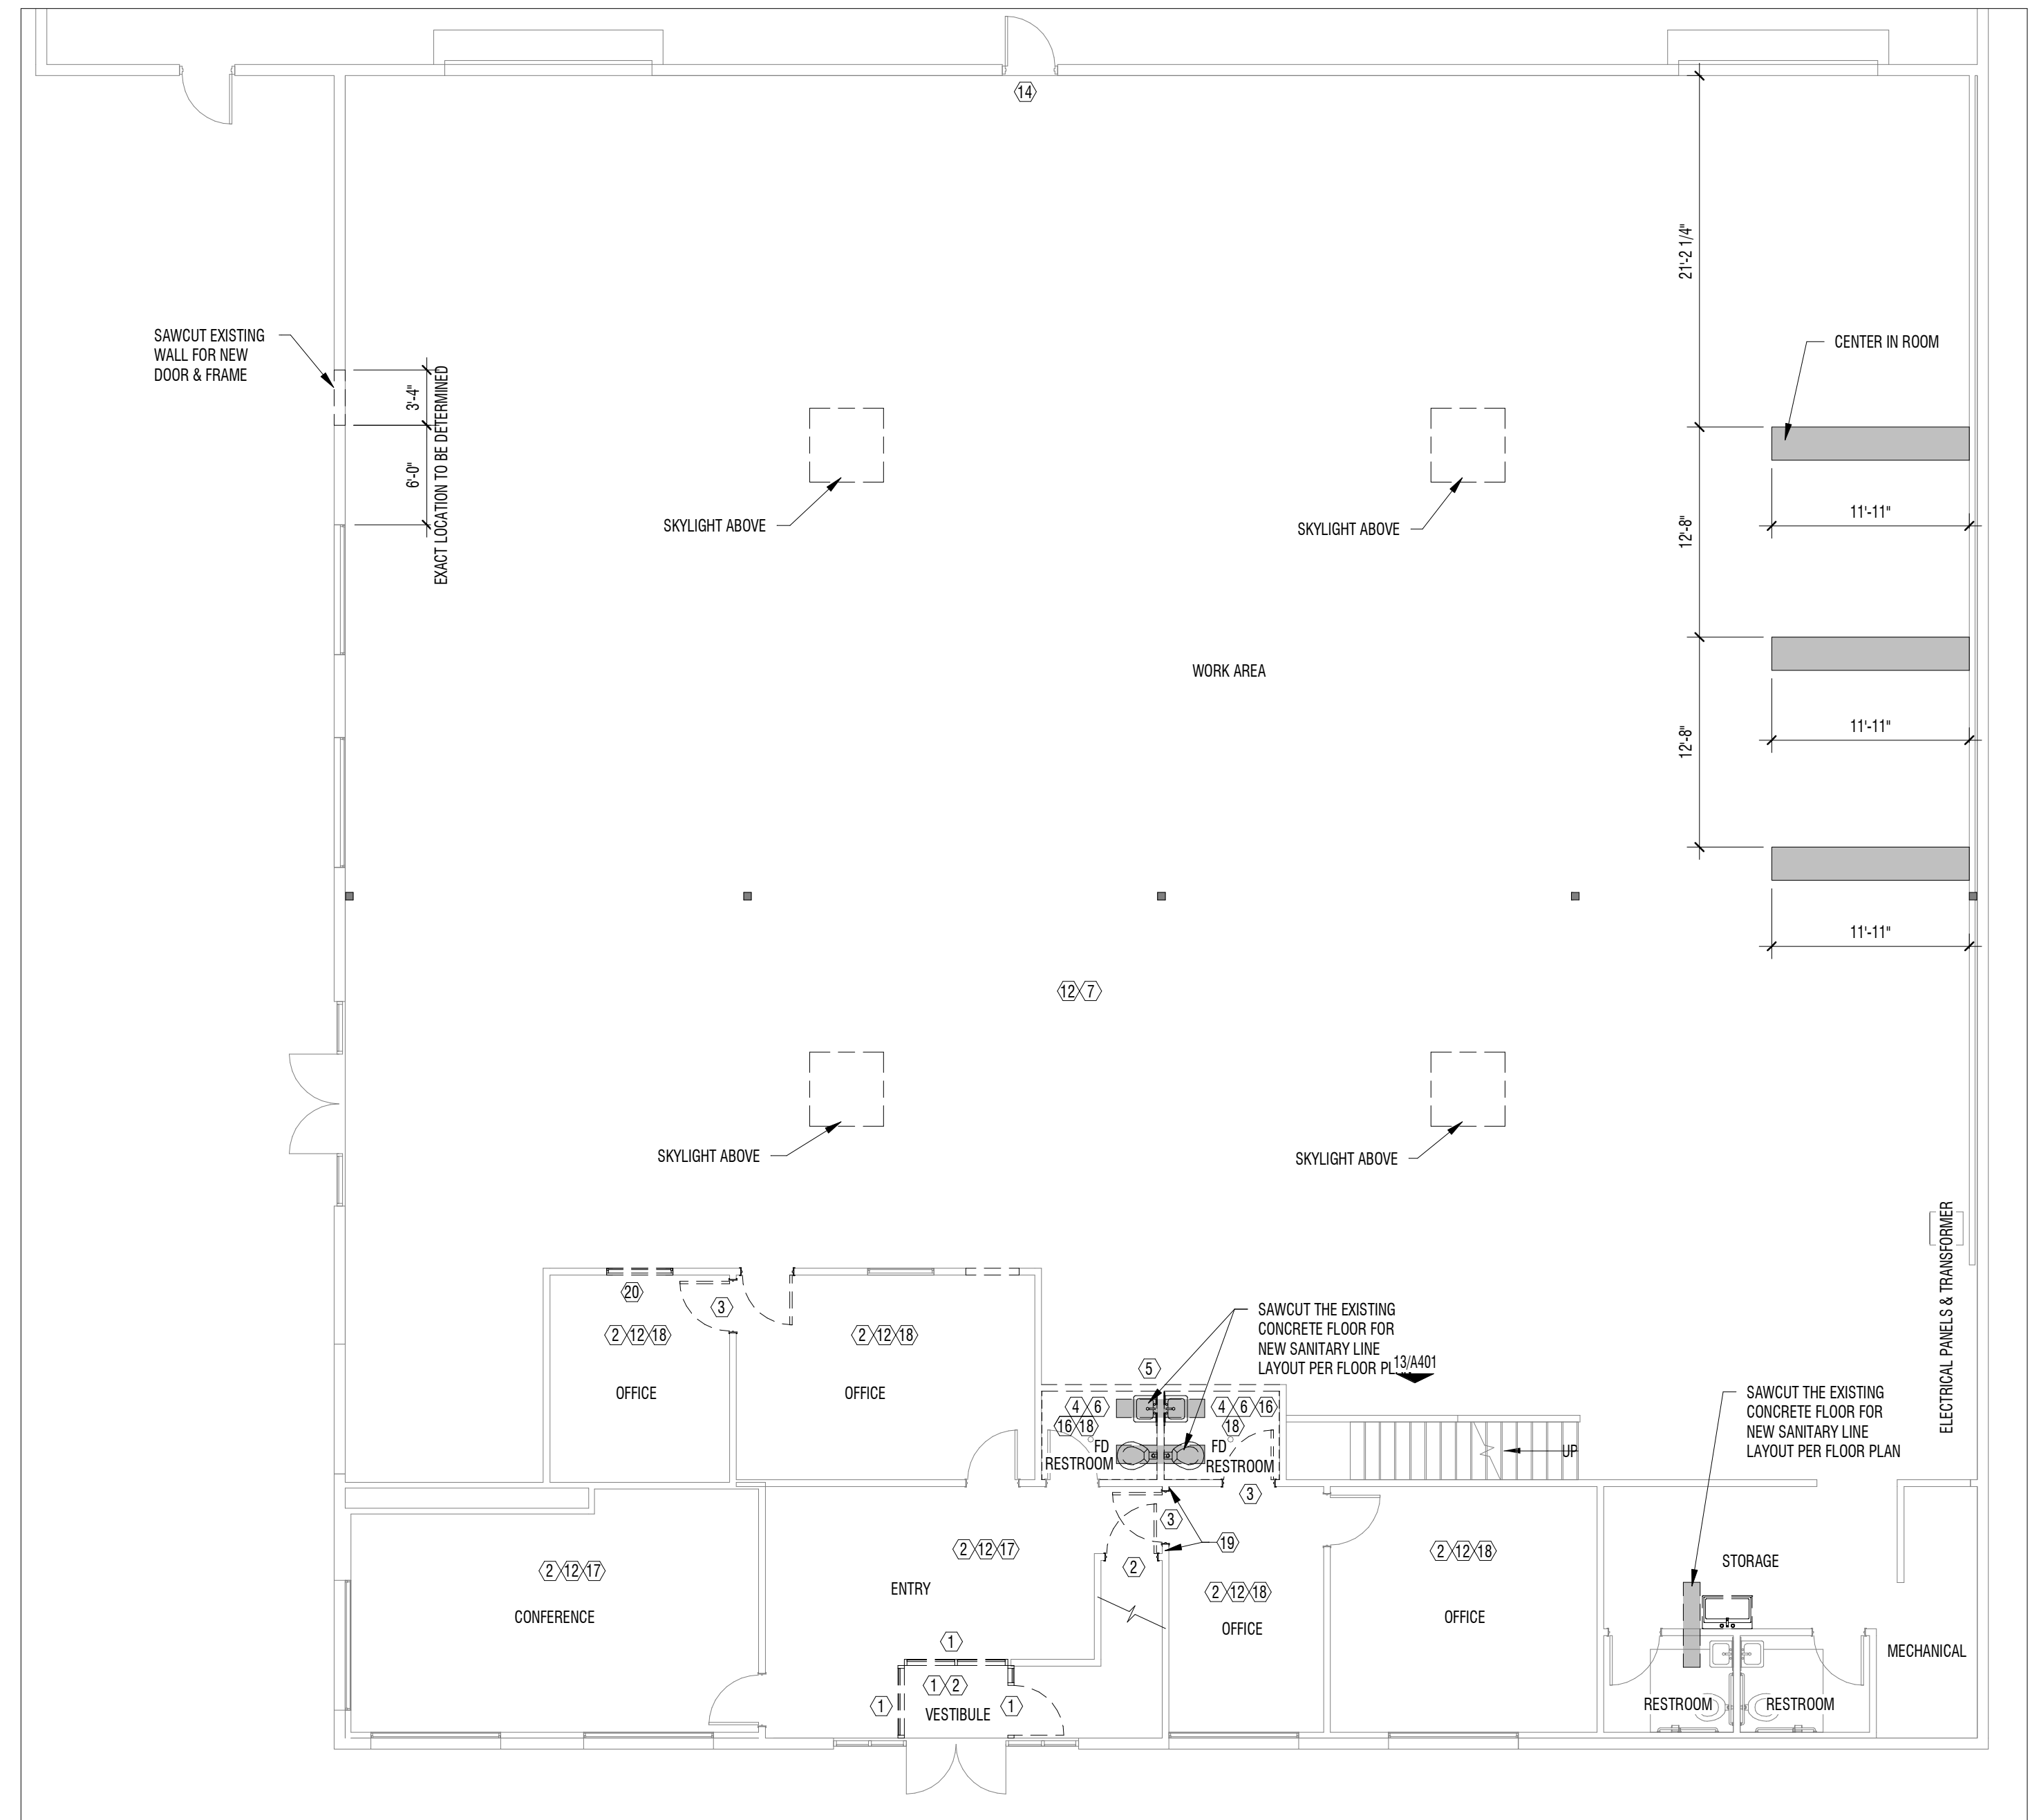 14
21'-2 1/4"
SAWCUT EXISTING
WALL FOR NEW
DOOR & FRAME
3'-4"
6'-0"
EXACT LOCATION TO BE DETERMINED
CENTER IN ROOM
SKYLIGHT ABOVE
SKYLIGHT ABOVE
11'-11"
12'-8"
WORK AREA
11'-11"
12'-8"
11'-11"
12 7
SKYLIGHT ABOVE
SKYLIGHT ABOVE
ELECTRICAL PANELS & TRANSFORMER
20
3
2 12 18
OFFICE
2 12 18
OFFICE
SAWCUT THE EXISTING
CONCRETE FLOOR FOR
NEW SANITARY LINE
LAYOUT PER FLOOR PL
13/A401
5
4 6
16 18
FD
RESTROOM
4 6 16
18
FD
RESTROOM
UP
SAWCUT THE EXISTING
CONCRETE FLOOR FOR
NEW SANITARY LINE
LAYOUT PER FLOOR PLAN
3
3
19
2
2 12 17
CONFERENCE
2 12 17
ENTRY
2 12 18
OFFICE
2 12 18
OFFICE
STORAGE
MECHANICAL
RESTROOM
RESTROOM
1
1
1 2
1
VESTIBULE